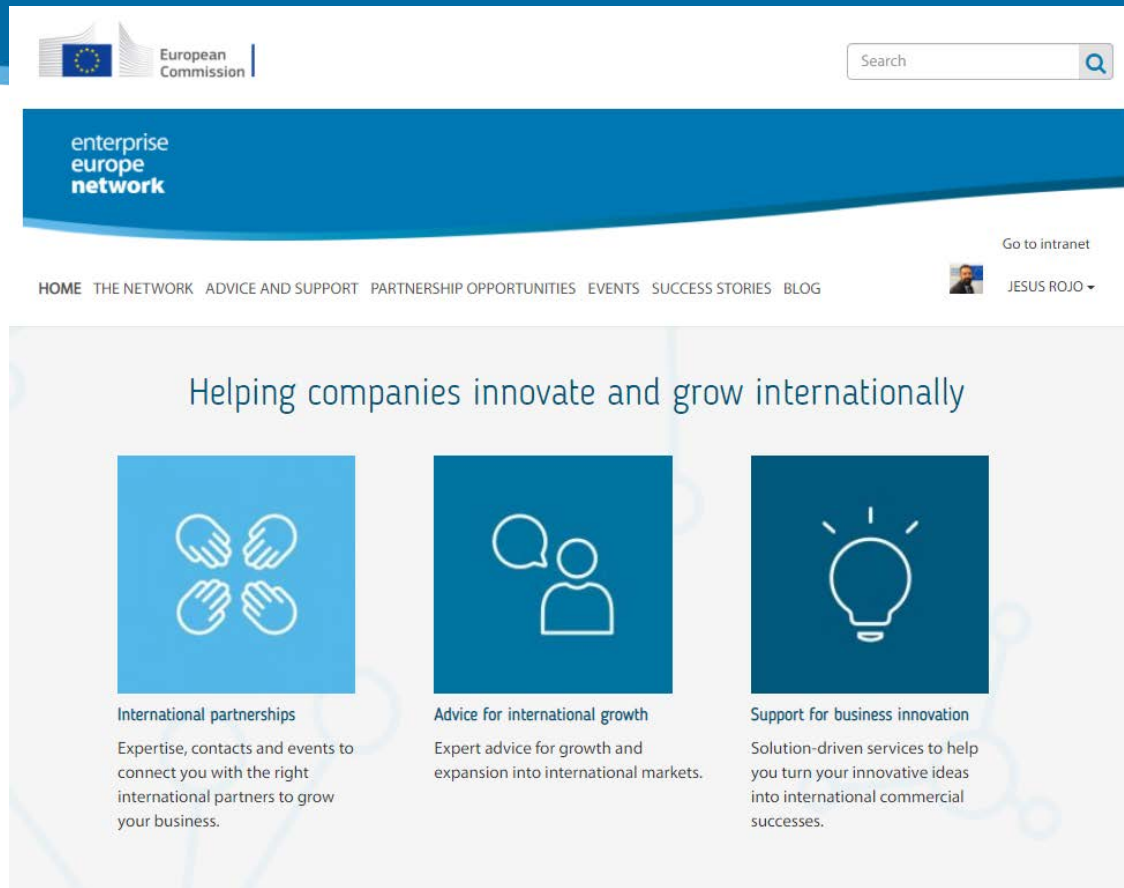 European
Commission
Search
enterprise
europe
network
Go to intranet
JESUS ROJO
HOME THE NETWORK ADVICE AND SUPPORT PARTNERSHIP OPPORTUNITIES EVENTS SUCCESS STORIES BLOG
Helping companies innovate and grow internationally
International partnerships
Expertise, contacts and events to
connect you with the right
international partners to grow
your business.
Advice for international growth
Expert advice for growth and
expansion into international markets.
Support for business innovation
Solution-driven services to help
you turn your innovative ideas
into international commercial
successes.